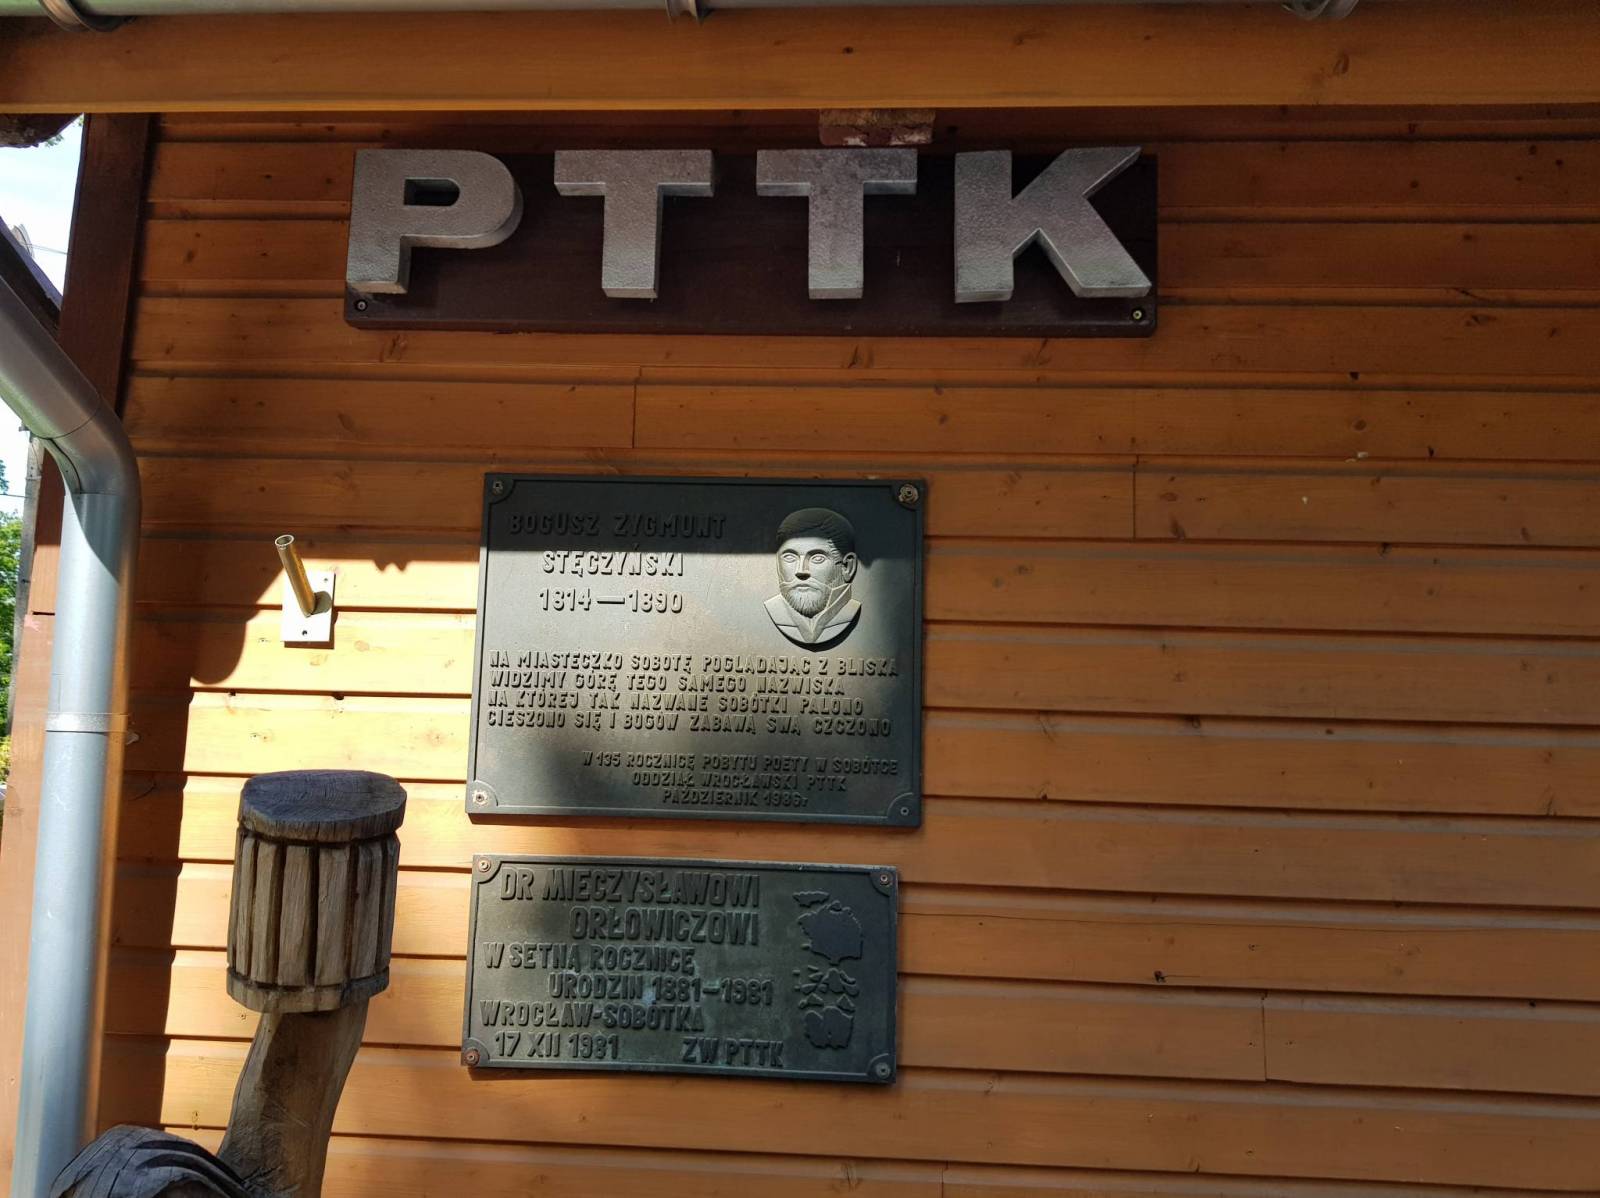 PTTK
BOGUSZ ZYGMUNT
STĘCZYŃSKI
1814—1890
NA MIASTECZKO SOBOTĘ POGLĄDAJĄC Z BLISKA
WIDZIMY GÓRĘ TEGO SAMEGO NAZWISKA
NA KTÓREJ TAK NAZWANE SOBÓTKI PALONO
CIESZONO SIĘ I BOGÓW ZABAWĄ SWĄ CZCZONO
W 135 ROCZNICĘ POBYTU POETY W SOBÓTCE
ODDZIAŁ WROCŁAWSKI PTTK
PAŹDZIERNIK 1986r
DR MIECZYSŁAWOWI
ORŁOWICZOWI
W SETNĄ ROCZNICĘ
URODZIN 1881-1981
WROCŁAW-SOBÓTKA
17 XII 1981 ZW PTTK